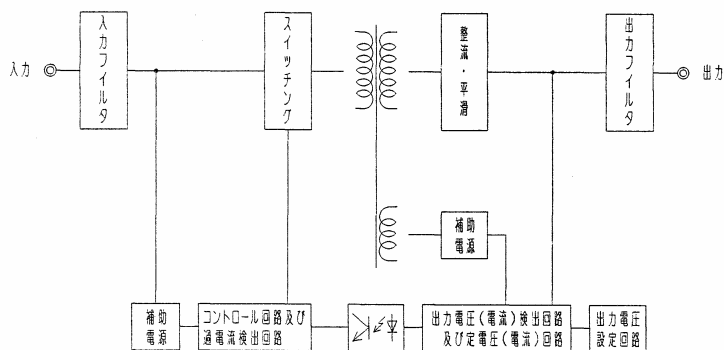 入力
入力フィルタ
スイッチング
整流・平滑
出力フィルタ
出力
補助
電源
補助
電源
コントロール回路及び
過電流検出回路
出力電圧(電流)検出回路
及び定電圧(電流)回路
出力電圧
設定回路